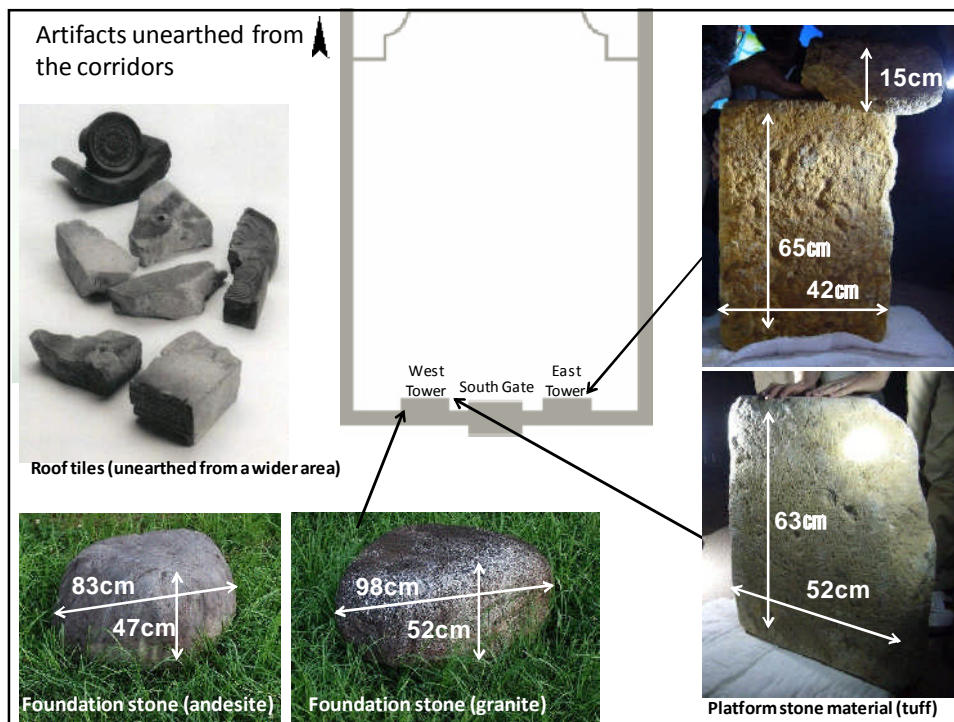 Artifacts unearthed from
the corridors
15cm
65cm
42cm
West
Tower
South Gate
East
Tower
Roof tiles (unearthed from a wider area)
63cm
52cm
83cm
47cm
98cm
52cm
Foundation stone (andesite)
Foundation stone (granite)
Platform stone material (tuff)